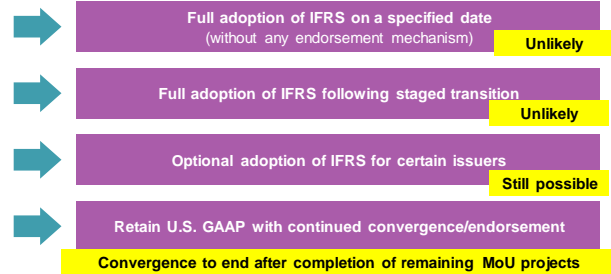 Full adoption of IFRS on a specified date
(without any endorsement mechanism)
Unlikely
Full adoption of IFRS following staged transition
Unlikely
Optional adoption of IFRS for certain issuers
Still possible
Retain U.S. GAAP with continued convergence/endorsement
Convergence to end after completion of remaining MoU projects